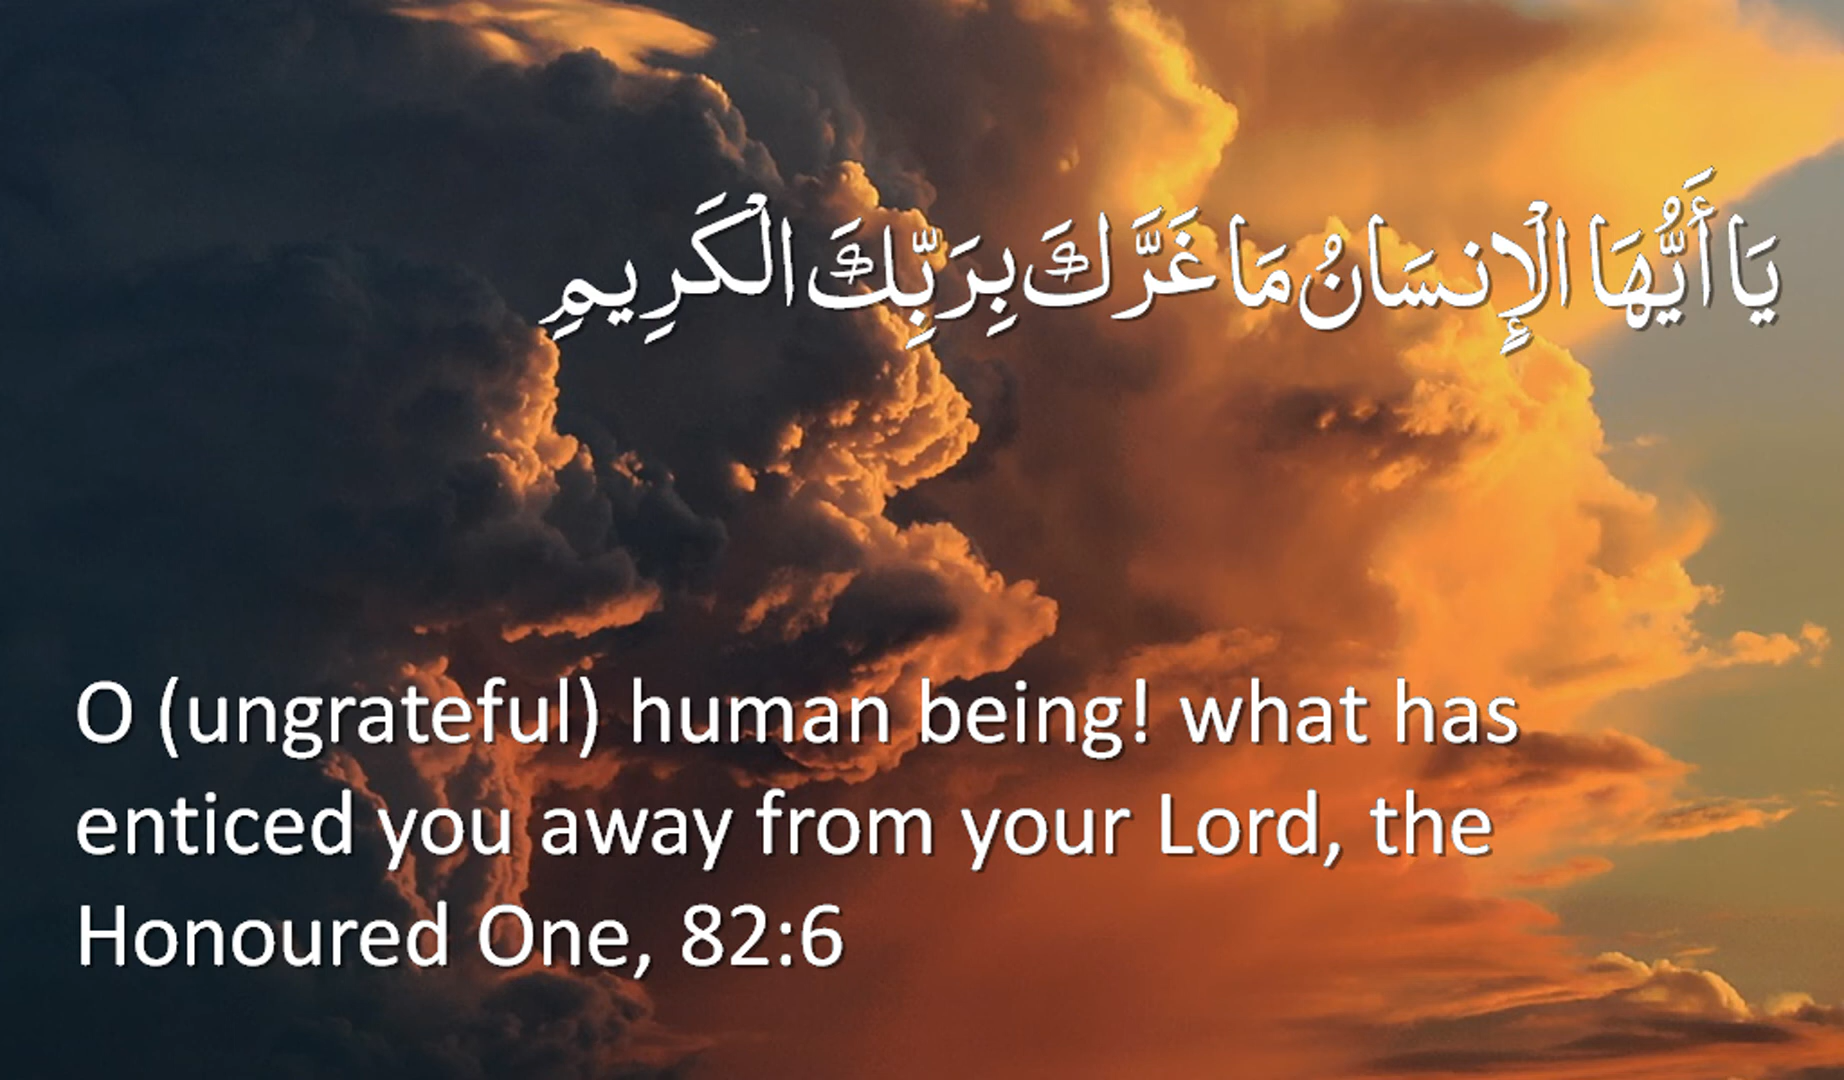 يَا أَيُّهَا الْإِنسَانُ مَا غَرَّكَ بِرَبِّكَ الْكَرِيمِ
O (ungrateful) human being! what has
enticed you away from your Lord, the
Honoured One, 82:6